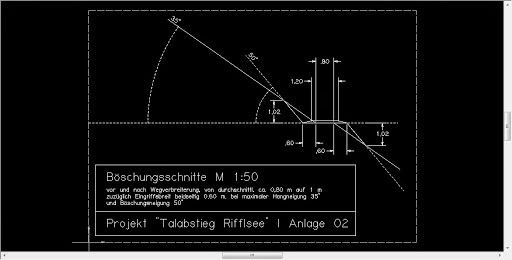 35°
50°
,80
1,20
1,02
1,02
,60
,60
Böschungsschnitte M 1:50
vor und nach Wegverbreiterung, von durchschnittl. ca. 0,80 m auf 1 m
zuzüglich Eingriffsbreit beidseitig 0,60 m, bei maximaler Hangneigung 35°
und Böschungsneigung 50°
Projekt "Talabstieg Rifflsee" | Anlage 02